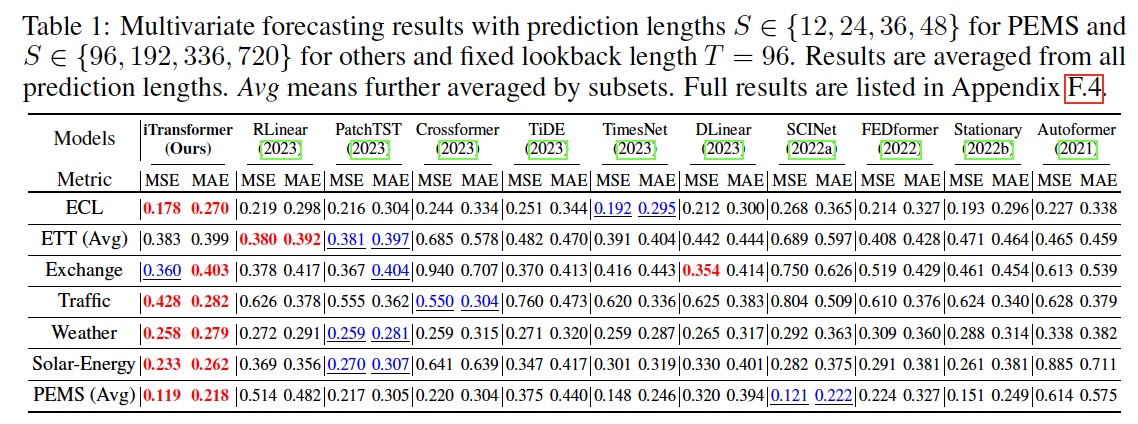 Table 1: Multivariate forecasting results with prediction lengths S ∈ {12, 24, 36, 48} for PEMS and
S ∈ {96, 192, 336, 720} for others and fixed lookback length T = 96. Results are averaged from all
prediction lengths. Avg means further averaged by subsets. Full results are listed in Appendix F.4.
Models iTransformer (Ours) RLinear (2023) PatchTST (2023) Crossformer (2023) TiDE (2023) TimesNet (2023) DLinear (2023) SCINet (2022a) FEDformer (2022) Stationary (2022b) Autoformer (2021)
Metric MSE MAE MSE MAE MSE MAE MSE MAE MSE MAE MSE MAE MSE MAE MSE MAE MSE MAE MSE MAE MSE MAE
ECL 0.178 0.270 0.219 0.298 0.216 0.304 0.244 0.334 0.251 0.344 0.192 0.295 0.212 0.300 0.268 0.365 0.214 0.327 0.193 0.296 0.227 0.338
ETT (Avg) 0.383 0.399 0.380 0.392 0.381 0.397 0.685 0.578 0.482 0.470 0.391 0.404 0.442 0.444 0.689 0.597 0.408 0.428 0.471 0.464 0.465 0.459
Exchange 0.360 0.403 0.378 0.417 0.367 0.404 0.940 0.707 0.370 0.413 0.416 0.443 0.354 0.414 0.750 0.626 0.519 0.429 0.461 0.454 0.613 0.539
Traffic 0.428 0.282 0.626 0.378 0.555 0.362 0.550 0.304 0.760 0.473 0.620 0.336 0.625 0.383 0.804 0.509 0.610 0.376 0.624 0.340 0.628 0.379
Weather 0.258 0.279 0.272 0.291 0.259 0.281 0.259 0.315 0.271 0.320 0.259 0.287 0.265 0.317 0.292 0.363 0.309 0.360 0.288 0.314 0.338 0.382
Solar-Energy 0.233 0.262 0.369 0.356 0.270 0.307 0.641 0.639 0.347 0.417 0.301 0.319 0.330 0.401 0.282 0.375 0.291 0.381 0.261 0.381 0.885 0.711
PEMS (Avg) 0.119 0.218 0.514 0.482 0.217 0.305 0.220 0.304 0.375 0.440 0.148 0.246 0.320 0.394 0.121 0.222 0.224 0.327 0.151 0.249 0.614 0.575